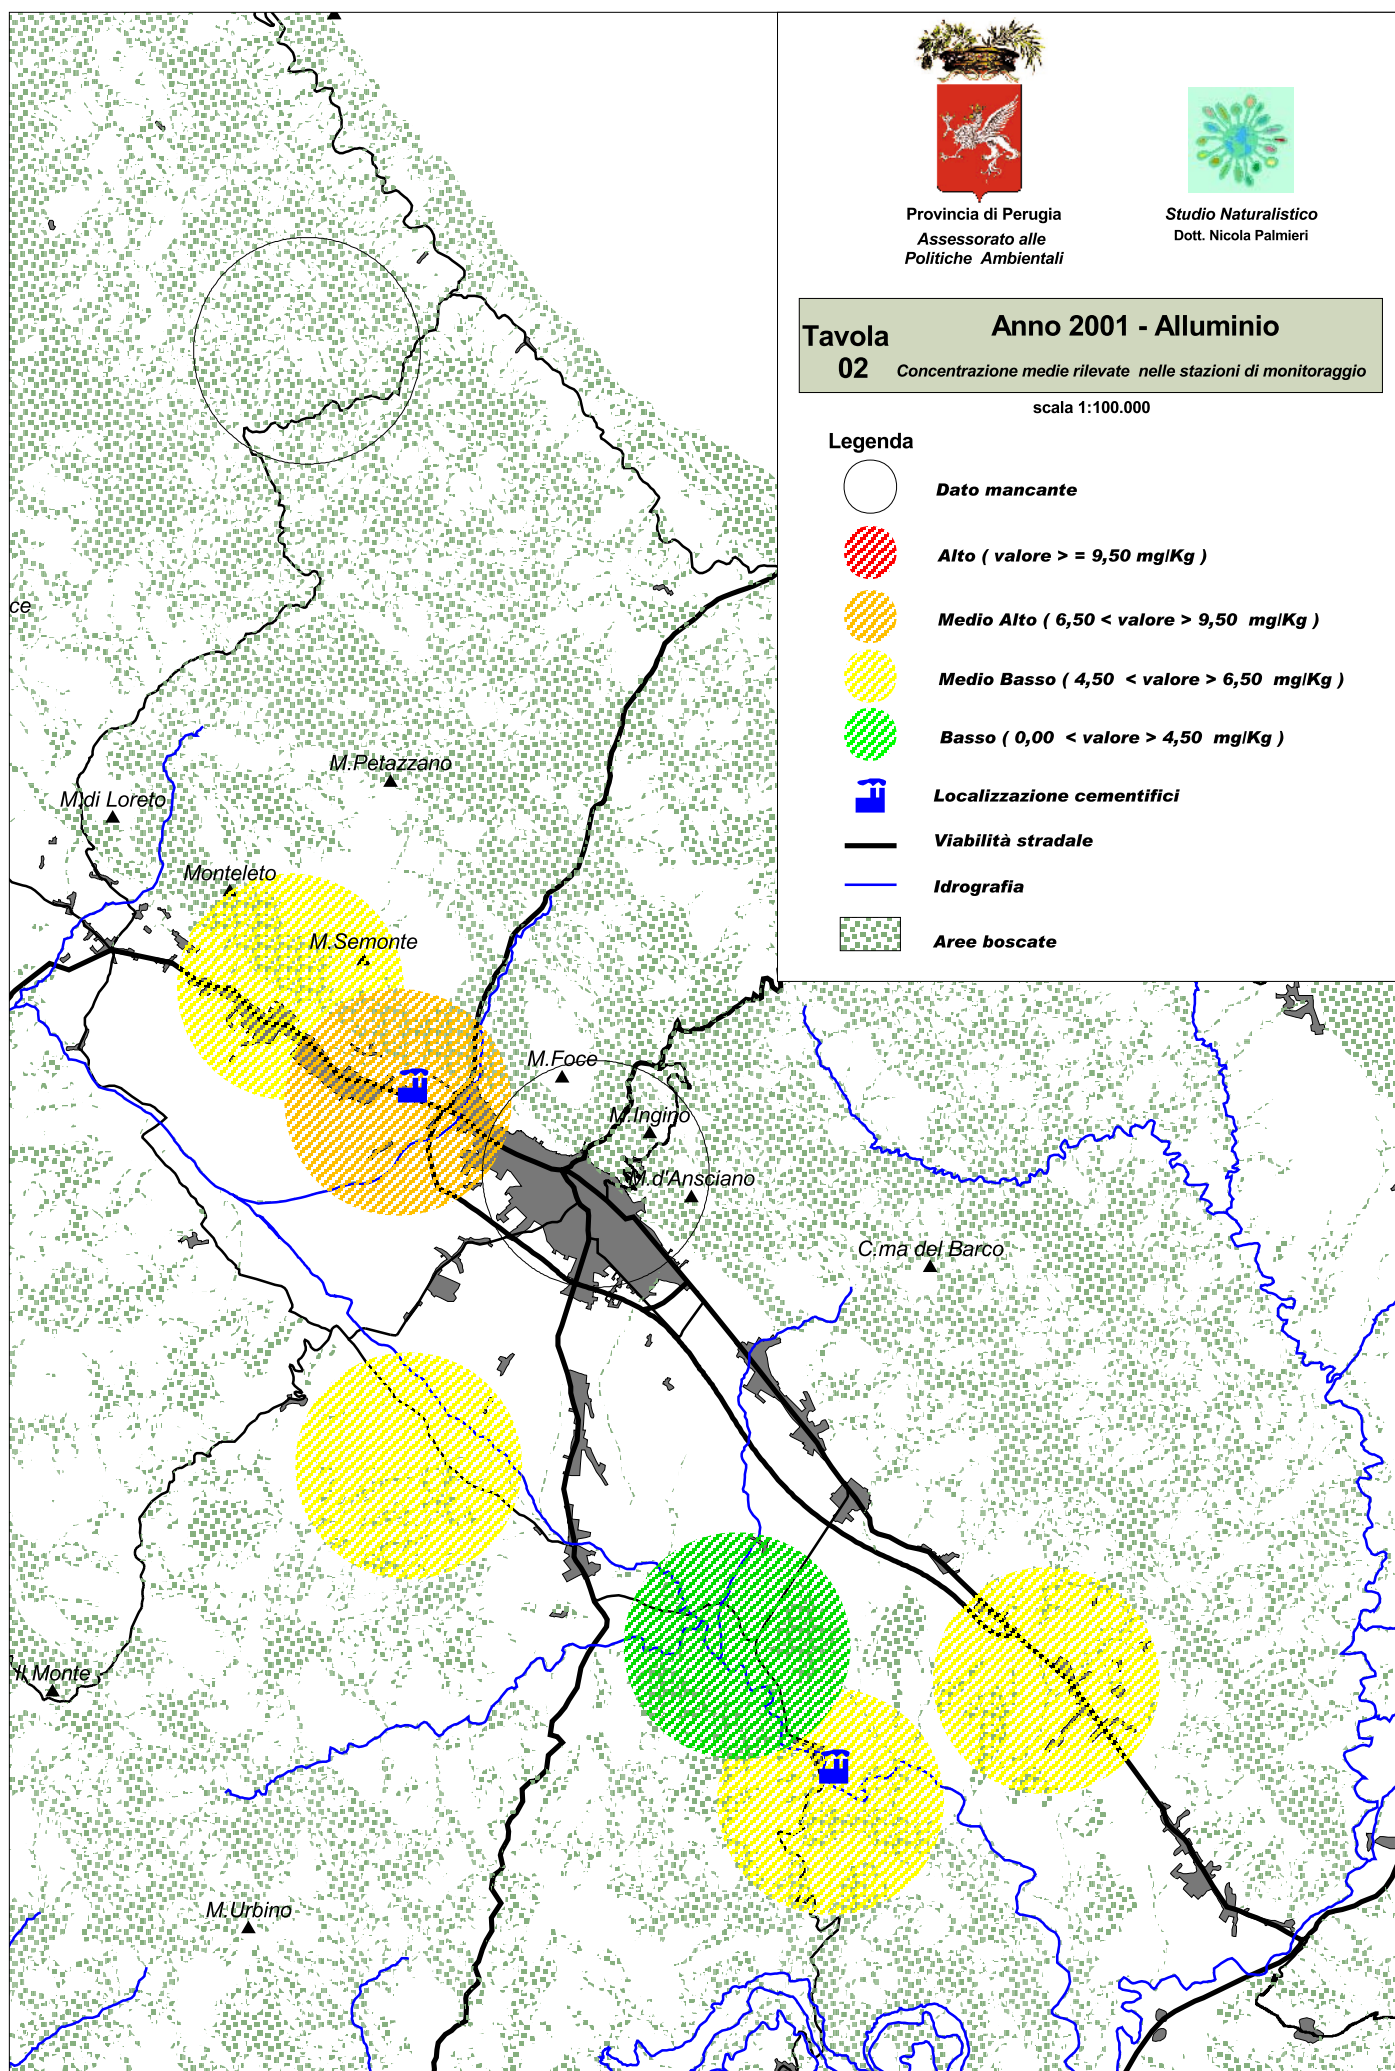 Provincia di Perugia
Assessorato alle
Politiche Ambientali
Studio Naturalistico
Dott. Nicola Palmieri
Tavola
02
Anno 2001 - Alluminio
Concentrazione medie rilevate nelle stazioni di monitoraggio
scala 1:100.000
Legenda
Dato mancante
Alto ( valore > = 9,50 mg/Kg )
Medio Alto ( 6,50 < valore > 9,50 mg/Kg )
Medio Basso ( 4,50 < valore > 6,50 mg/Kg )
Basso ( 0,00 < valore > 4,50 mg/Kg )
Localizzazione cementifici
Viabilità stradale
Idrografia
Aree boscate
ce
M.Petazzano
M.di Loreto
Monteleto
M.Semonte
M.Foce
M.Ingino
M.d'Ansciano
C.ma del Barco
Il Monte
M.Urbino